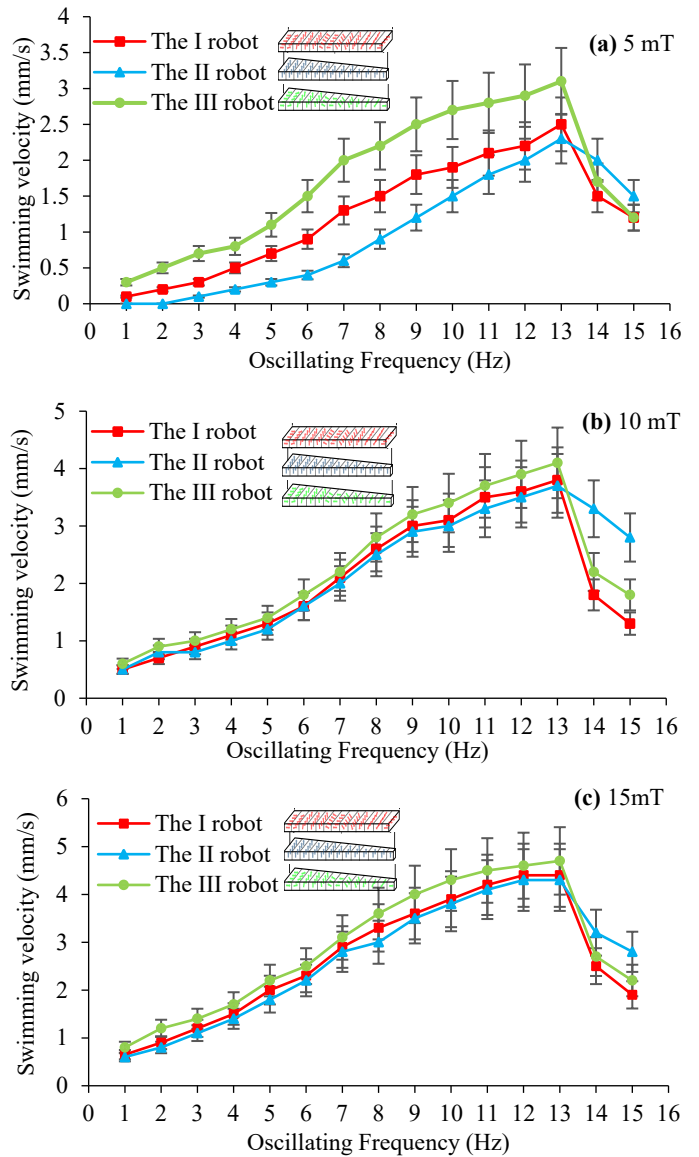 (a) 5 mT
The I robot
The II robot
The III robot
Swimming velocity (mm/s)
4
3.5
3
2.5
2
1.5
1
0.5
0
0 1 2 3 4 5 6 7 8 9 10 11 12 13 14 15 16
Oscillating Frequency (Hz)
(b) 10 mT
The I robot
The II robot
The III robot
Swimming velocity (mm/s)
5
4
3
2
1
0
0 1 2 3 4 5 6 7 8 9 10 11 12 13 14 15 16
Oscillating Frequency (Hz)
(c) 15mT
The I robot
The II robot
The III robot
Swimming velocity (mm/s)
6
5
4
3
2
1
0
0 1 2 3 4 5 6 7 8 9 10 11 12 13 14 15 16
Oscillating Frequency (Hz)